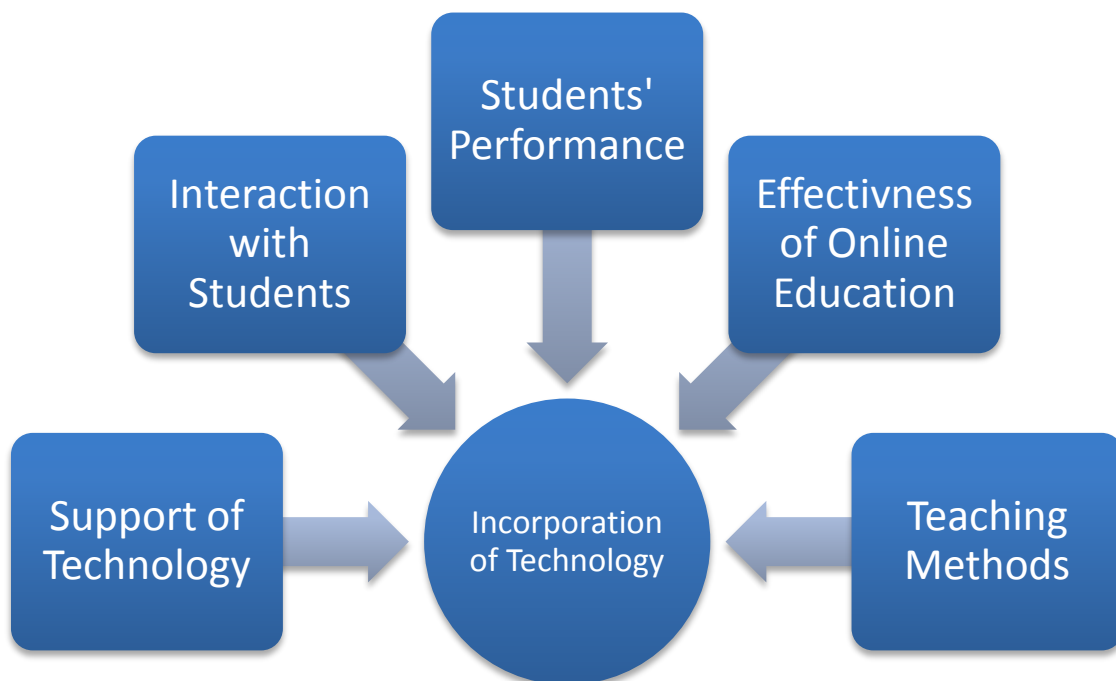 Students'
Performance
Interaction
with
Students
Effectivness
of Online
Education
Support of
Technology
Incorporation
of Technology
Teaching
Methods